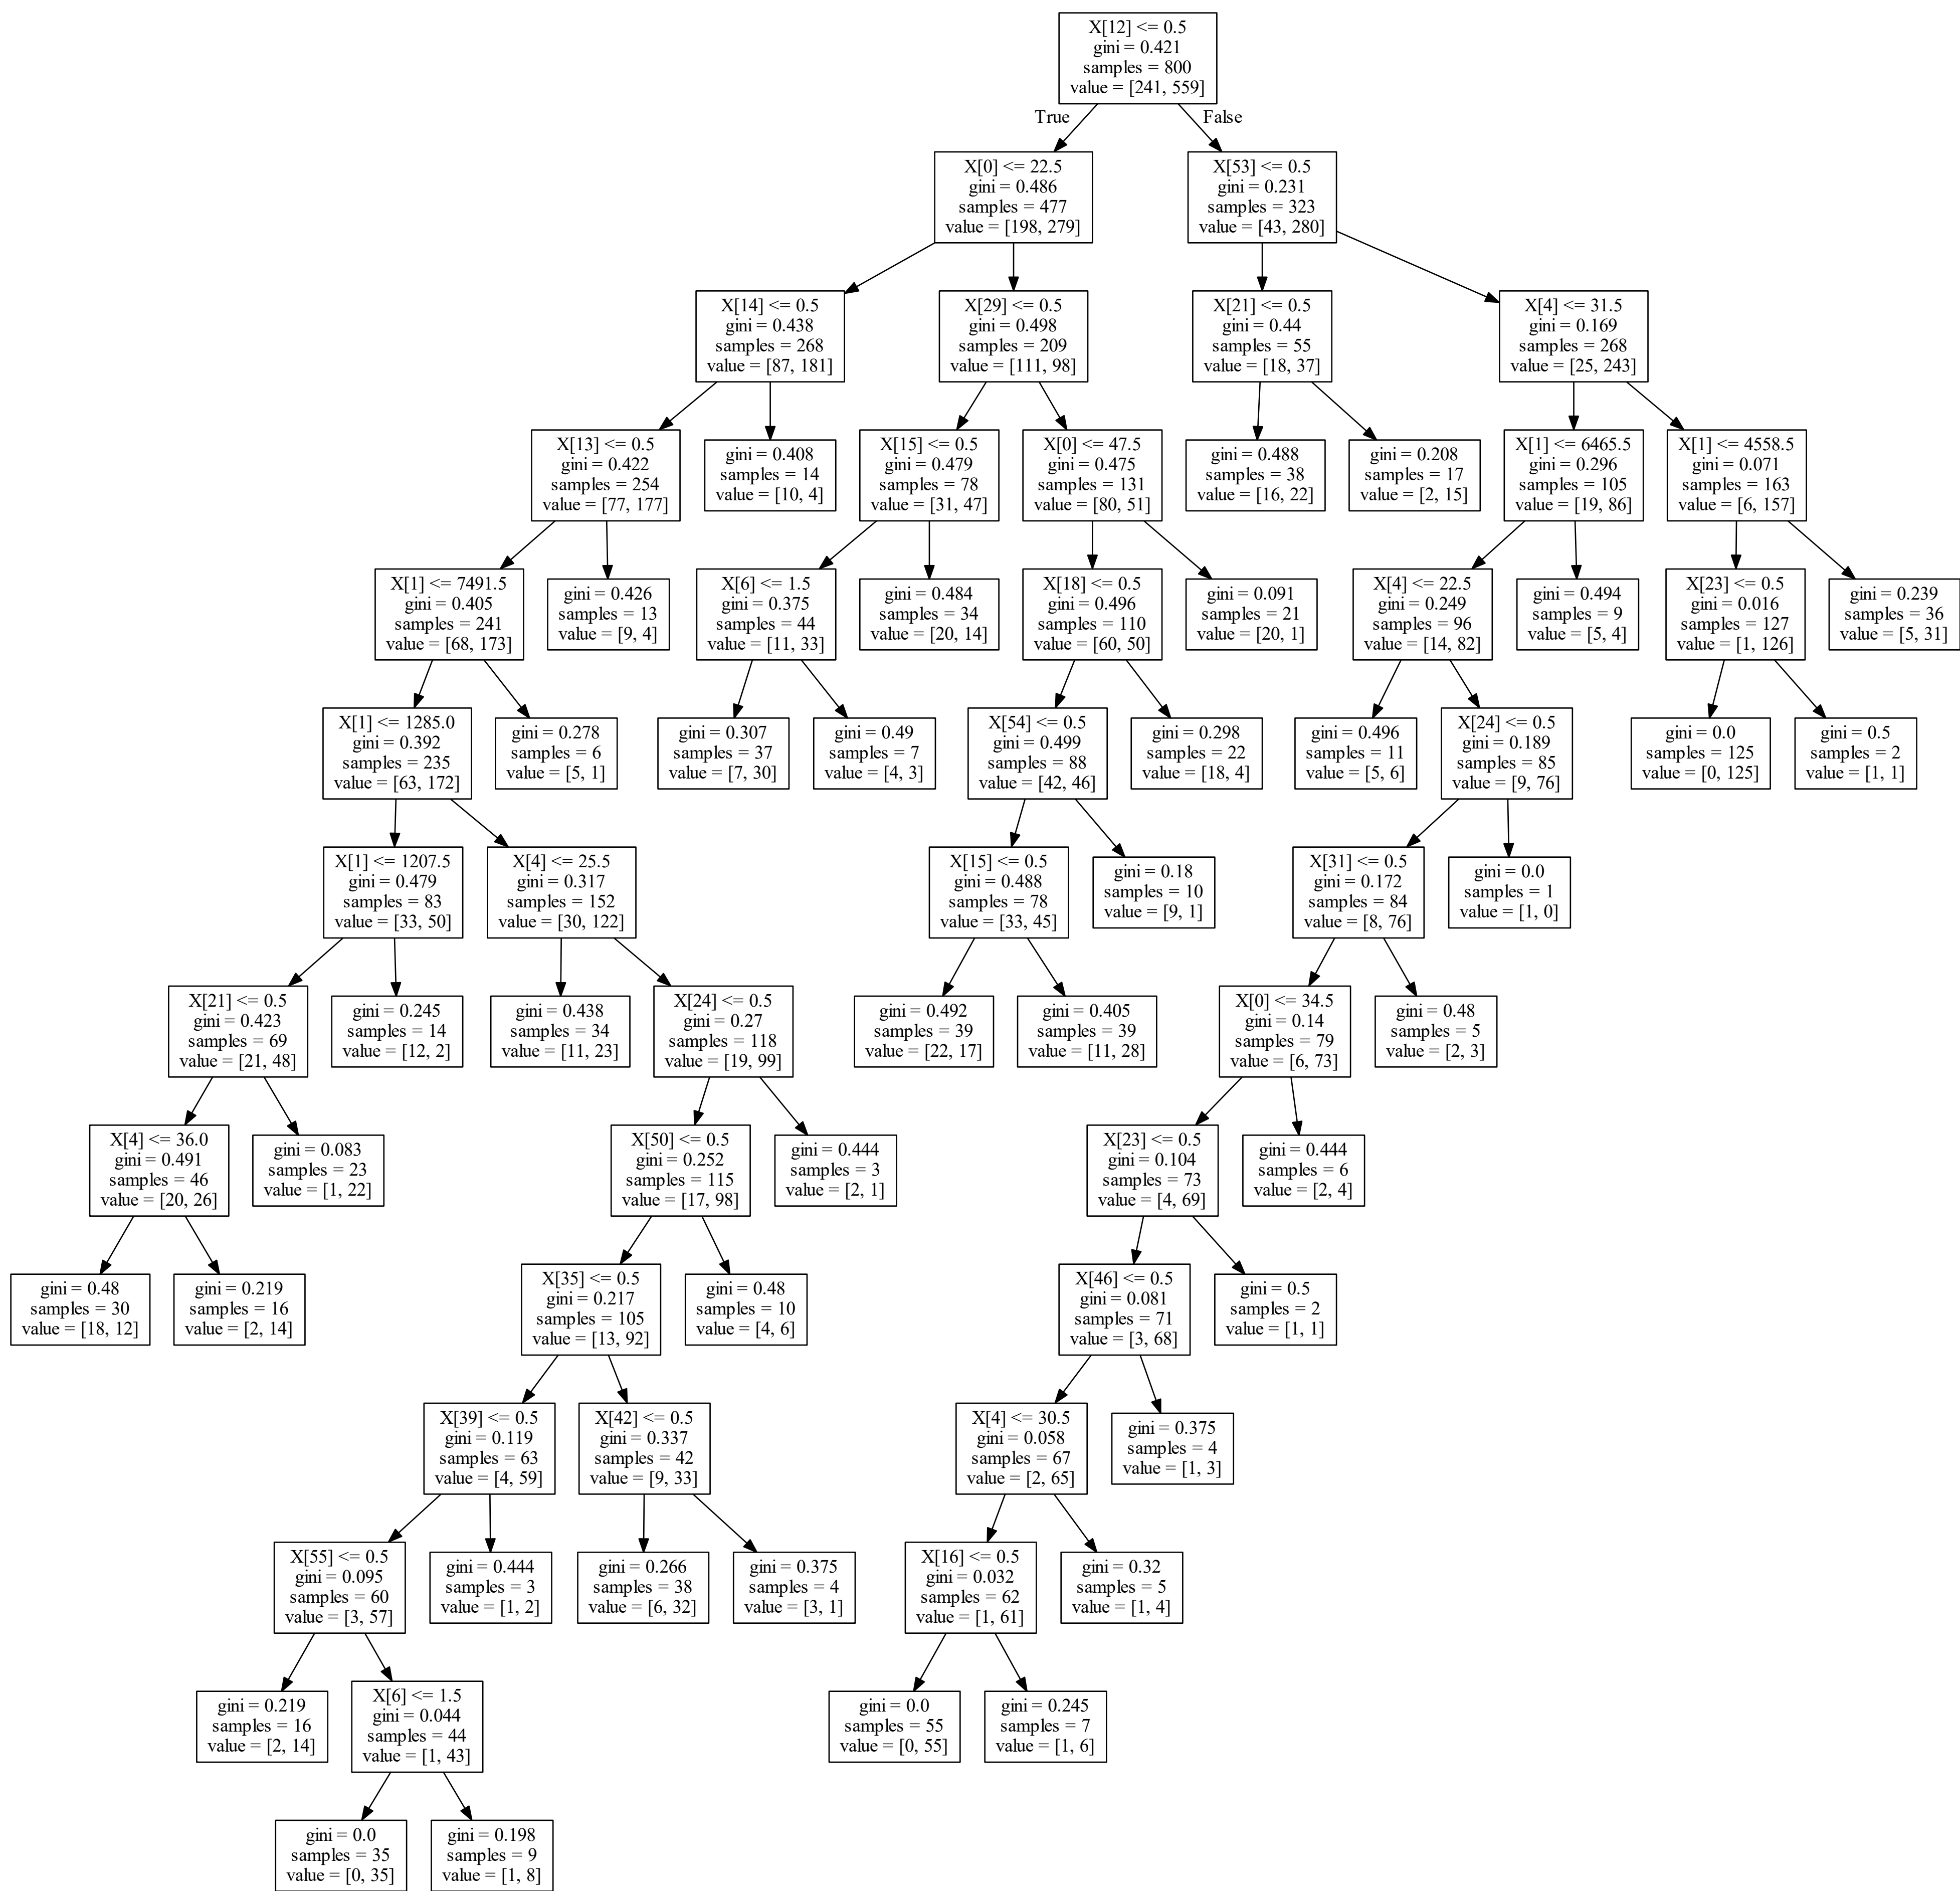 X[12] <= 0.5
gini = 0.421
samples = 800
value = [241, 559]
True
False
X[0] <= 22.5
gini = 0.486
samples = 477
value = [198, 279]
X[53] <= 0.5
gini = 0.231
samples = 323
value = [43, 280]
X[14] <= 0.5
gini = 0.438
samples = 268
value = [87, 181]
X[29] <= 0.5
gini = 0.498
samples = 209
value = [111, 98]
X[21] <= 0.5
gini = 0.44
samples = 55
value = [18, 37]
X[4] <= 31.5
gini = 0.169
samples = 268
value = [25, 243]
X[13] <= 0.5
gini = 0.422
samples = 254
value = [77, 177]
gini = 0.408
samples = 14
value = [10, 4]
X[15] <= 0.5
gini = 0.479
samples = 78
value = [31, 47]
X[0] <= 47.5
gini = 0.475
samples = 131
value = [80, 51]
gini = 0.488
samples = 38
value = [16, 22]
gini = 0.208
samples = 17
value = [2, 15]
X[1] <= 6465.5
gini = 0.296
samples = 105
value = [19, 86]
X[1] <= 4558.5
gini = 0.071
samples = 163
value = [6, 157]
X[1] <= 7491.5
gini = 0.405
samples = 241
value = [68, 173]
gini = 0.426
samples = 13
value = [9, 4]
X[6] <= 1.5
gini = 0.375
samples = 44
value = [11, 33]
gini = 0.484
samples = 34
value = [20, 14]
X[18] <= 0.5
gini = 0.496
samples = 110
value = [60, 50]
gini = 0.091
samples = 21
value = [20, 1]
X[4] <= 22.5
gini = 0.249
samples = 96
value = [14, 82]
gini = 0.494
samples = 9
value = [5, 4]
X[23] <= 0.5
gini = 0.016
samples = 127
value = [1, 126]
gini = 0.239
samples = 36
value = [5, 31]
X[1] <= 1285.0
gini = 0.392
samples = 235
value = [63, 172]
gini = 0.278
samples = 6
value = [5, 1]
gini = 0.307
samples = 37
value = [7, 30]
gini = 0.49
samples = 7
value = [4, 3]
X[54] <= 0.5
gini = 0.499
samples = 88
value = [42, 46]
gini = 0.298
samples = 22
value = [18, 4]
gini = 0.496
samples = 11
value = [5, 6]
X[24] <= 0.5
gini = 0.189
samples = 85
value = [9, 76]
gini = 0.0
samples = 125
value = [0, 125]
gini = 0.5
samples = 2
value = [1, 1]
X[1] <= 1207.5
gini = 0.479
samples = 83
value = [33, 50]
X[4] <= 25.5
gini = 0.317
samples = 152
value = [30, 122]
X[15] <= 0.5
gini = 0.488
samples = 78
value = [33, 45]
gini = 0.18
samples = 10
value = [9, 1]
X[31] <= 0.5
gini = 0.172
samples = 84
value = [8, 76]
gini = 0.0
samples = 1
value = [1, 0]
X[21] <= 0.5
gini = 0.423
samples = 69
value = [21, 48]
gini = 0.245
samples = 14
value = [12, 2]
gini = 0.438
samples = 34
value = [11, 23]
X[24] <= 0.5
gini = 0.27
samples = 118
value = [19, 99]
gini = 0.492
samples = 39
value = [22, 17]
gini = 0.405
samples = 39
value = [11, 28]
X[0] <= 34.5
gini = 0.14
samples = 79
value = [6, 73]
gini = 0.48
samples = 5
value = [2, 3]
X[4] <= 36.0
gini = 0.491
samples = 46
value = [20, 26]
gini = 0.083
samples = 23
value = [1, 22]
X[50] <= 0.5
gini = 0.252
samples = 115
value = [17, 98]
gini = 0.444
samples = 3
value = [2, 1]
X[23] <= 0.5
gini = 0.104
samples = 73
value = [4, 69]
gini = 0.444
samples = 6
value = [2, 4]
gini = 0.48
samples = 30
value = [18, 12]
gini = 0.219
samples = 16
value = [2, 14]
X[35] <= 0.5
gini = 0.217
samples = 105
value = [13, 92]
gini = 0.48
samples = 10
value = [4, 6]
X[46] <= 0.5
gini = 0.081
samples = 71
value = [3, 68]
gini = 0.5
samples = 2
value = [1, 1]
X[39] <= 0.5
gini = 0.119
samples = 63
value = [4, 59]
X[42] <= 0.5
gini = 0.337
samples = 42
value = [9, 33]
X[4] <= 30.5
gini = 0.058
samples = 67
value = [2, 65]
gini = 0.375
samples = 4
value = [1, 3]
X[55] <= 0.5
gini = 0.095
samples = 60
value = [3, 57]
gini = 0.444
samples = 3
value = [1, 2]
gini = 0.266
samples = 38
value = [6, 32]
gini = 0.375
samples = 4
value = [3, 1]
X[16] <= 0.5
gini = 0.032
samples = 62
value = [1, 61]
gini = 0.32
samples = 5
value = [1, 4]
gini = 0.219
samples = 16
value = [2, 14]
X[6] <= 1.5
gini = 0.044
samples = 44
value = [1, 43]
gini = 0.0
samples = 55
value = [0, 55]
gini = 0.245
samples = 7
value = [1, 6]
gini = 0.0
samples = 35
value = [0, 35]
gini = 0.198
samples = 9
value = [1, 8]